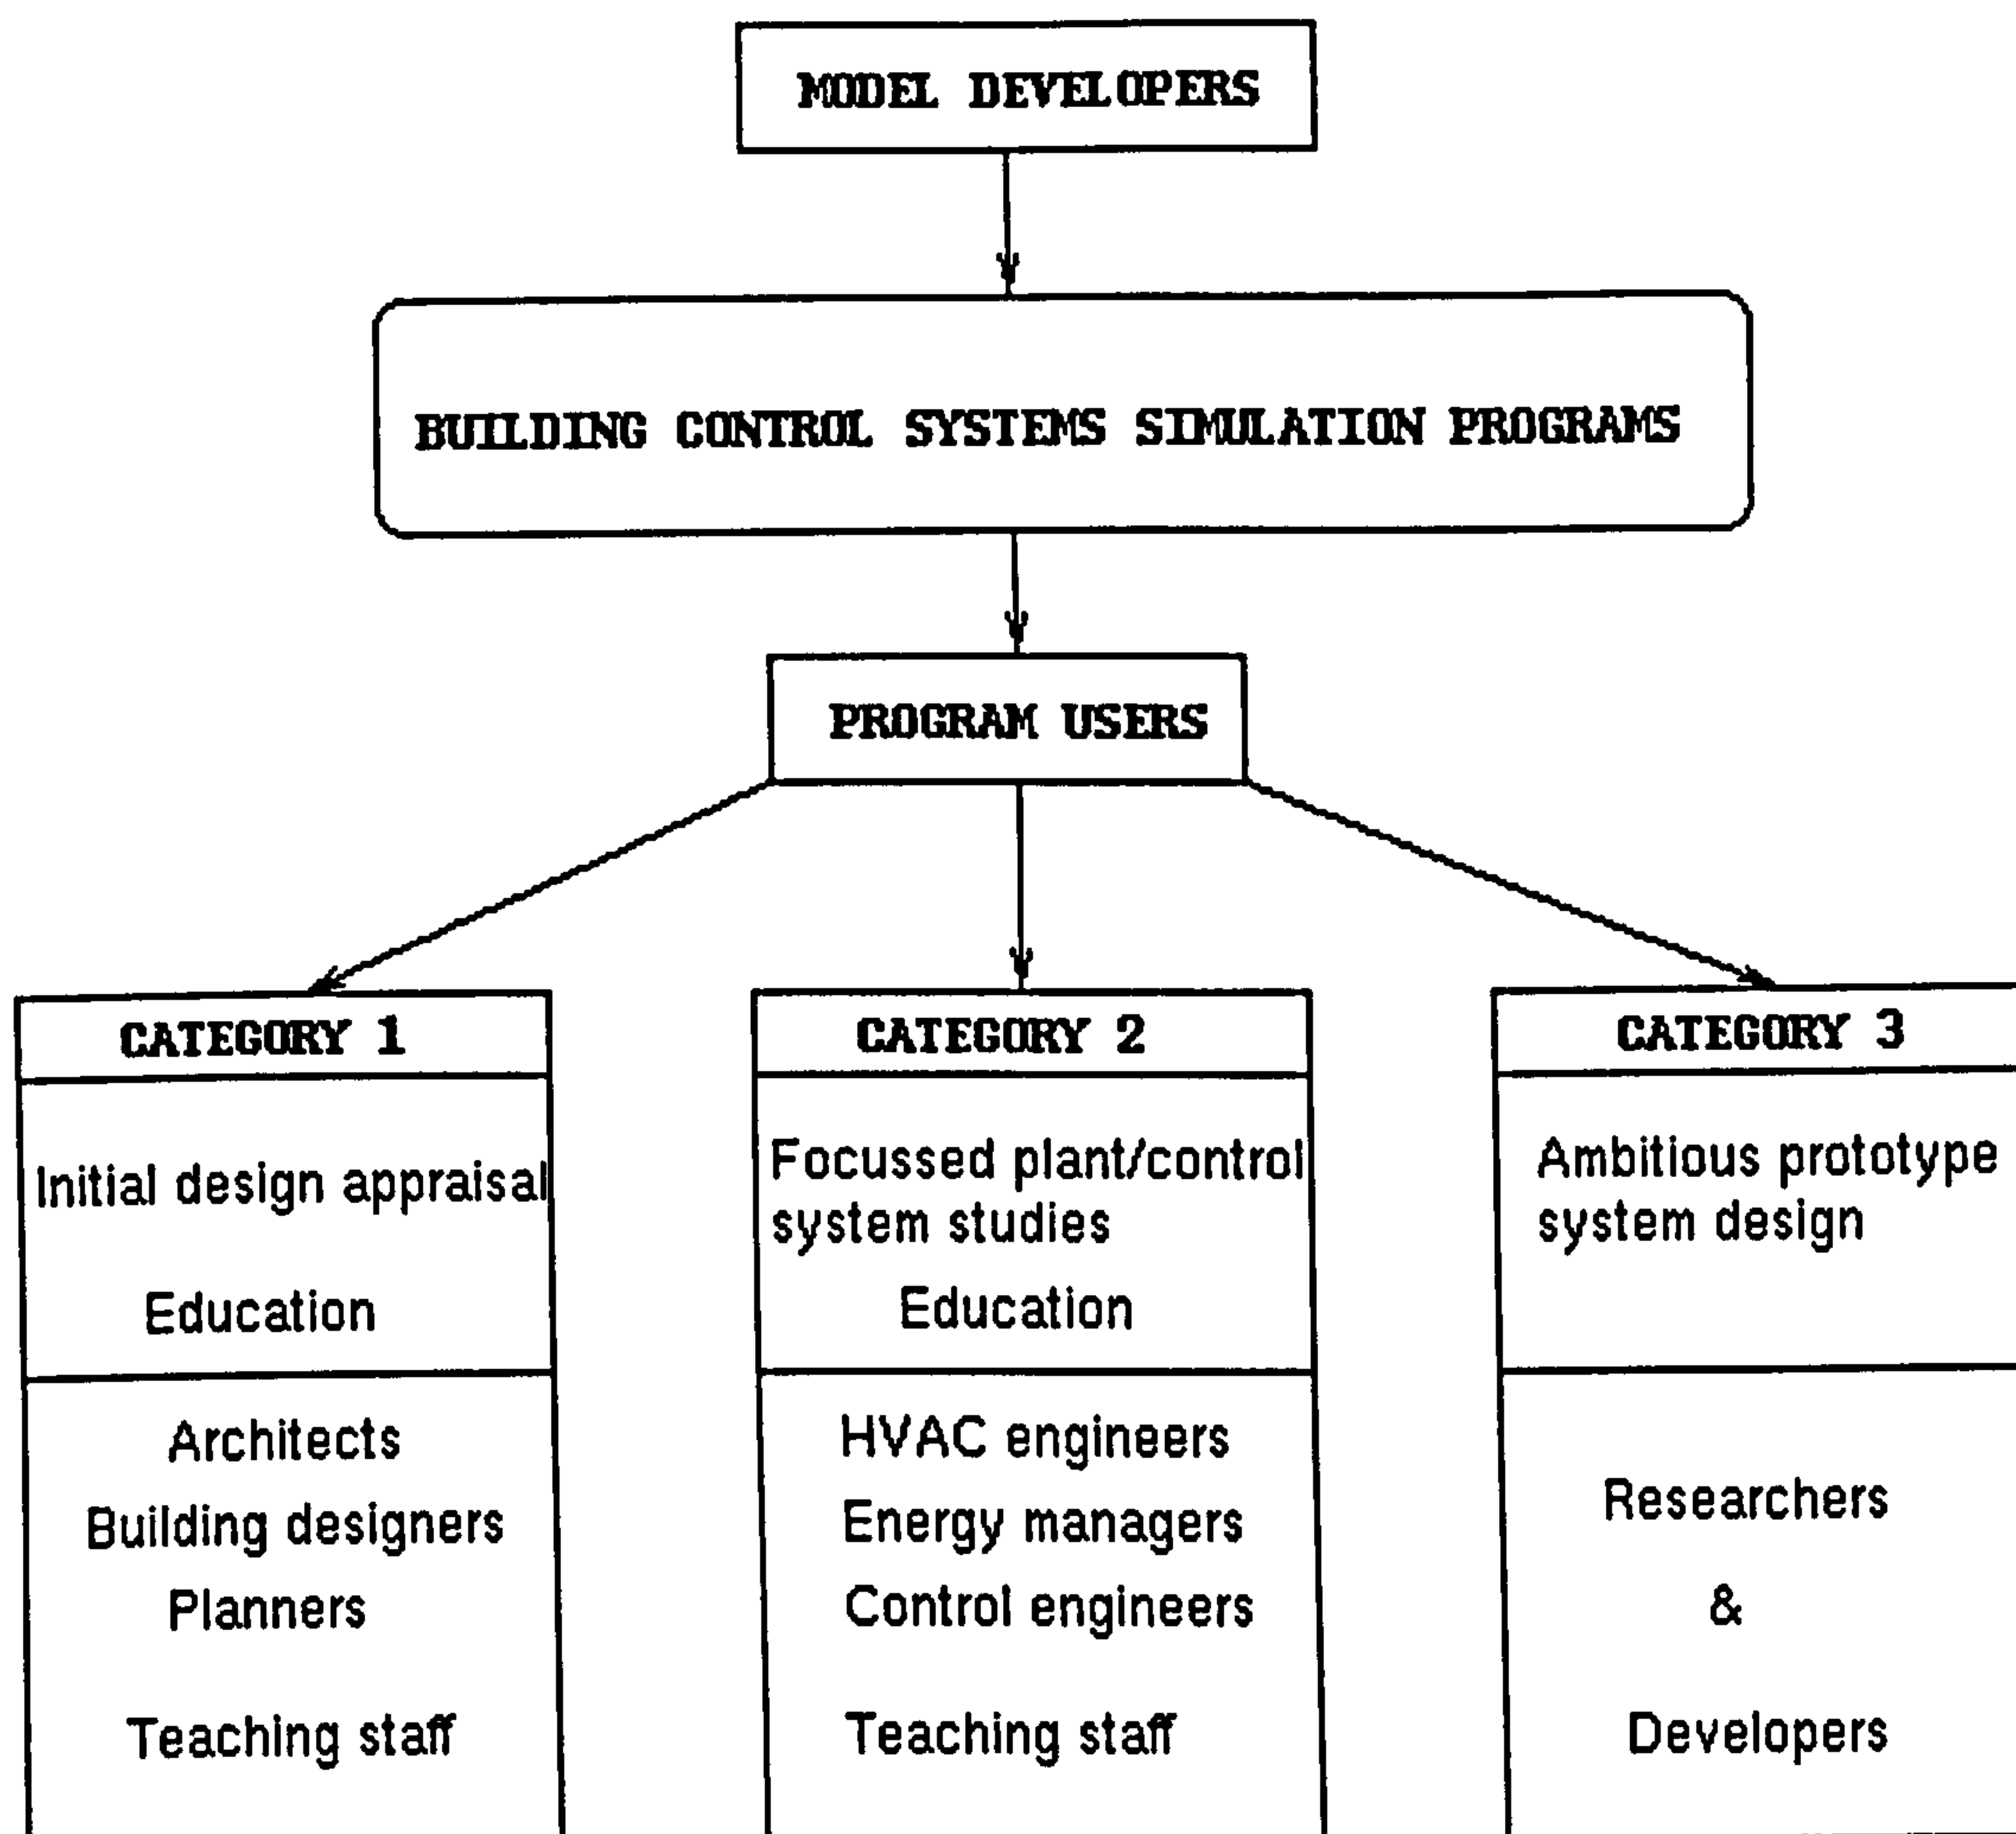 MODEL DEVELOPERS
BUILDING CONTROL SYSTEMS SIMULATION PROGRAMS
PROGRAM USERS
CATEGORY 1
Initial design appraisal
Education
Architects
Building designers
Planners
Teaching staff
CATEGORY 2
Focussed plant/control
system studies
Education
HVAC engineers
Energy managers
Control engineers
Teaching staff
CATEGORY 3
Ambitious prototype
system design
Researchers
&
Developers